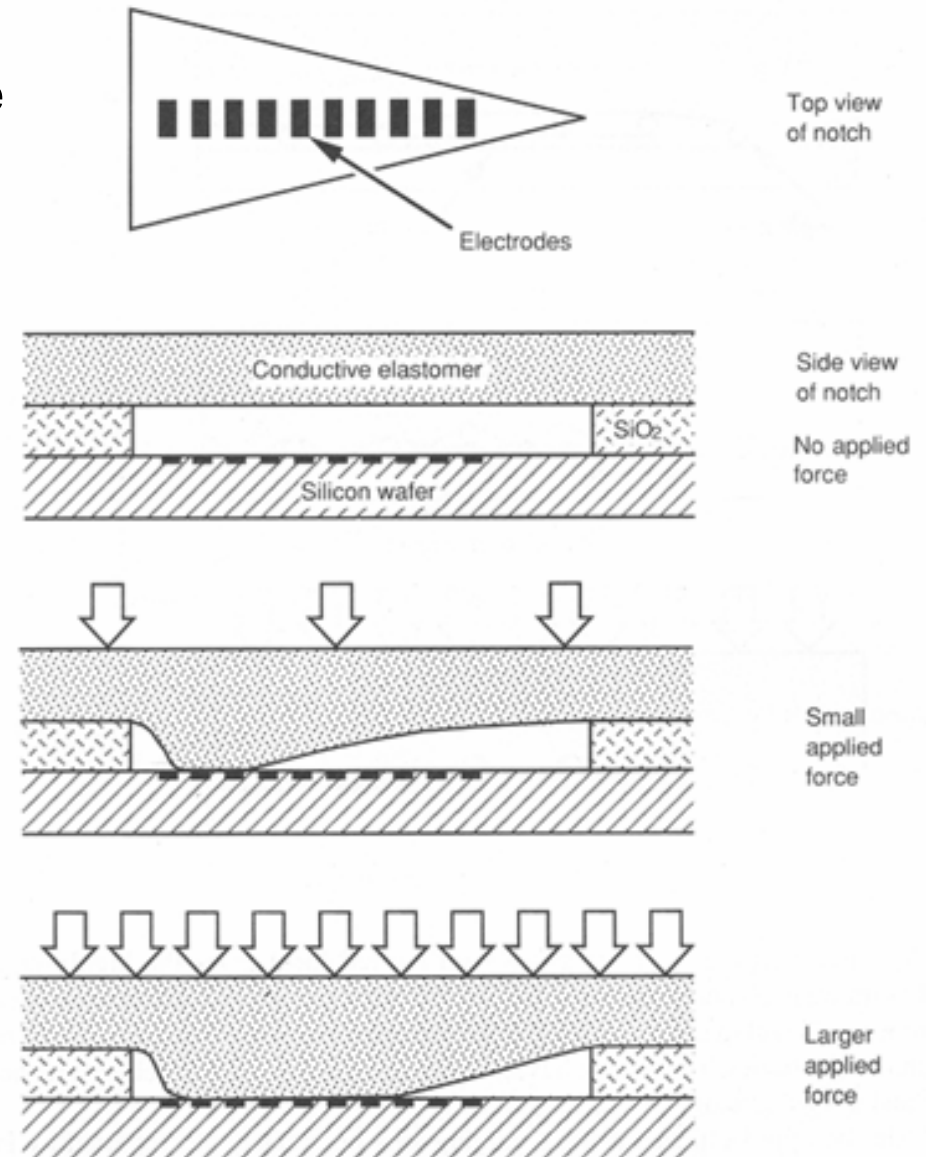 e
Top view
of notch
Electrodes
Conductive elastomer
Side view
of notch
SiO₂
No applied
force
Silicon wafer
Small
applied
force
Larger
applied
force